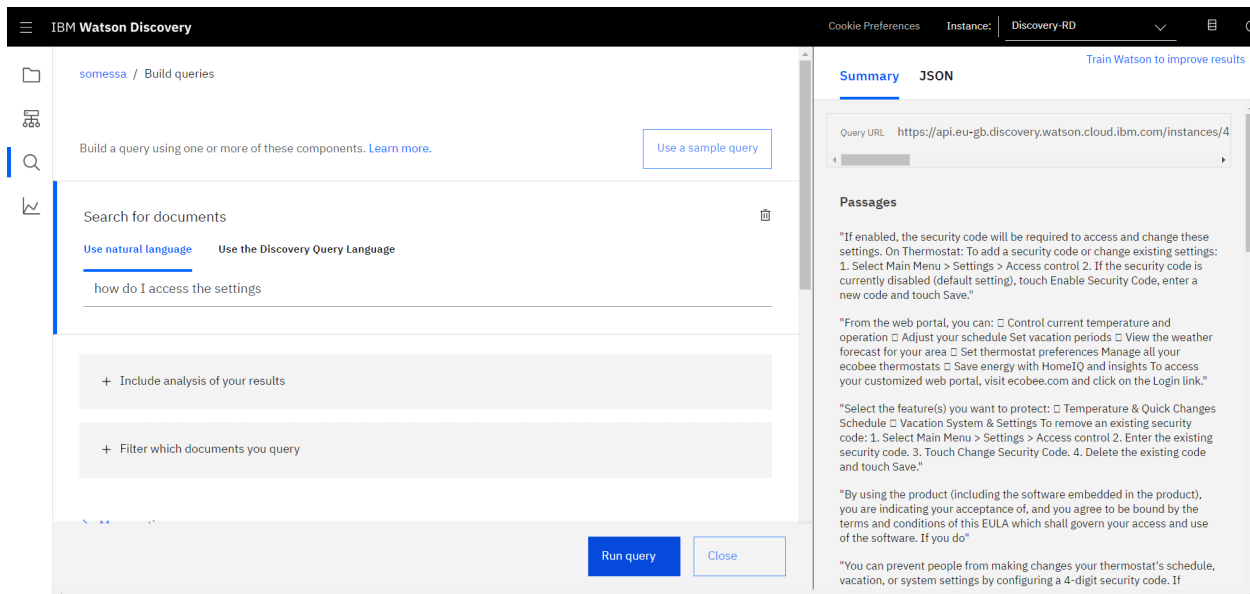 IBM Watson Discovery
Cookie Preferences
Instance:
Discovery-RD
somessa / Build queries
Build a query using one or more of these components. Learn more.
Use a sample query
Search for documents
Use natural language
Use the Discovery Query Language
how do I access the settings
+ Include analysis of your results
+ Filter which documents you query
Run query
Close
Train Watson to improve results
Summary
JSON
Query URL https://api.eu-gb.discovery.watson.cloud.ibm.com/instances/4
Passages
"If enabled, the security code will be required to access and change these
settings. On Thermostat: To add a security code or change existing settings:
1. Select Main Menu > Settings > Access control 2. If the security code is
currently disabled (default setting), touch Enable Security Code, enter a
new code and touch Save."
"From the web portal, you can: □ Control current temperature and
operation □ Adjust your schedule Set vacation periods □ View the weather
forecast for your area □ Set thermostat preferences Manage all your
ecobee thermostats □ Save energy with HomeIQ and insights To access
your customized web portal, visit ecobee.com and click on the Login link."
"Select the feature(s) you want to protect: □ Temperature & Quick Changes
Schedule □ Vacation System & Settings To remove an existing security
code: 1. Select Main Menu > Settings > Access control 2. Enter the existing
security code. 3. Touch Change Security Code. 4. Delete the existing code
and touch Save."
"By using the product (including the software embedded in the product),
you are indicating your acceptance of, and you agree to be bound by the
terms and conditions of this EULA which shall govern your access and use
of the software. If you do"
"You can prevent people from making changes your thermostat's schedule,
vacation, or system settings by configuring a 4-digit security code. If